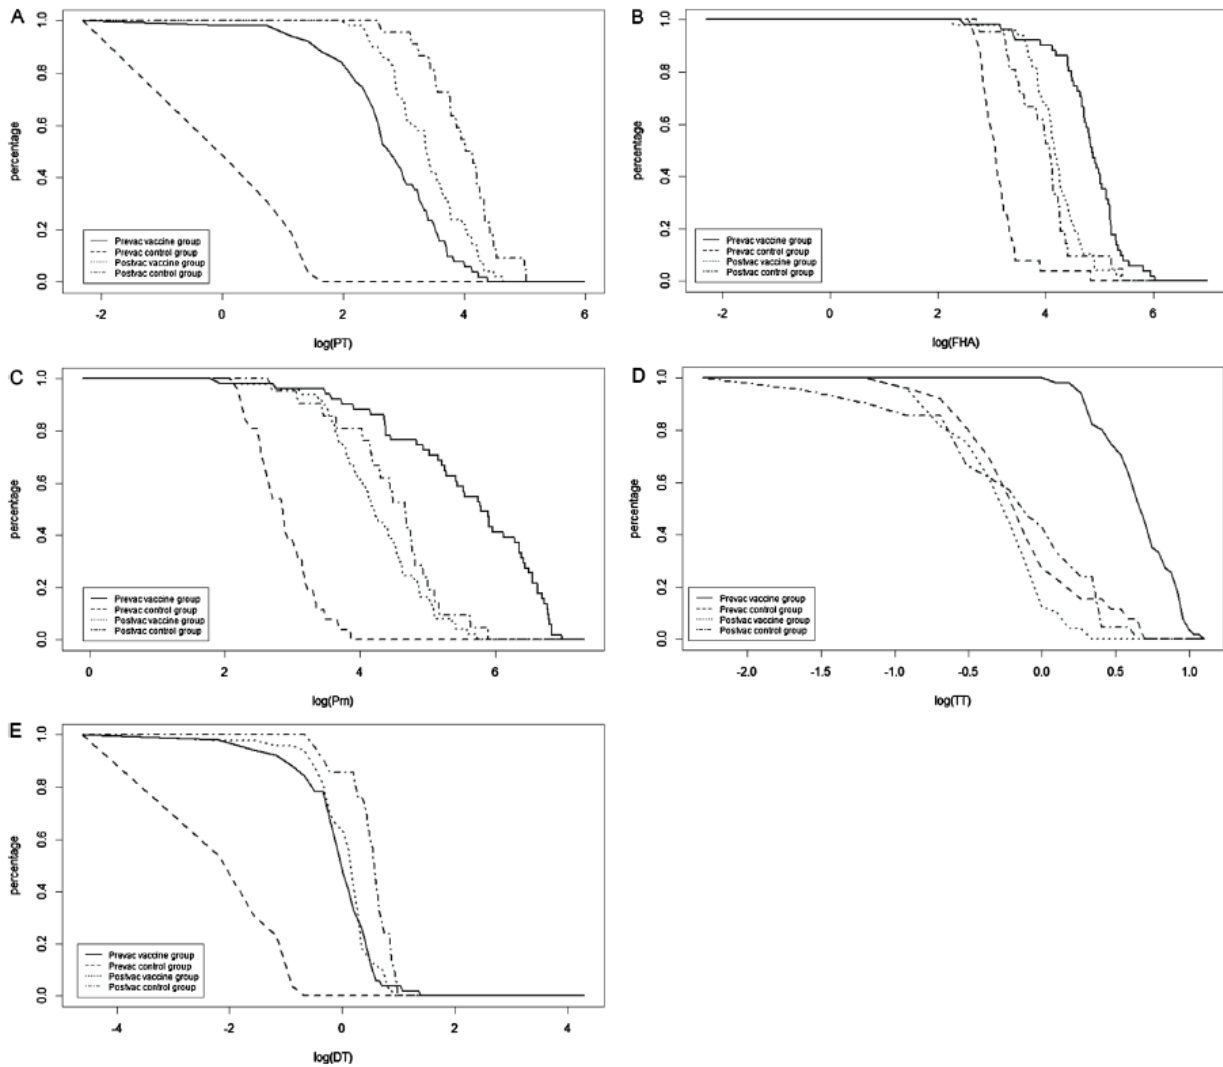 A
percentage
1.0
0.8
0.6
0.4
0.2
0.0
Prevac vaccine group
Prevac control group
Postvac vaccine group
Postvac control group
-2 0 2 4 6
log(PT)
B
percentage
1.0
0.8
0.6
0.4
0.2
0.0
Prevac vaccine group
Prevac control group
Postvac vaccine group
Postvac control group
-2 0 2 4 6
log(FHA)
C
percentage
1.0
0.8
0.6
0.4
0.2
0.0
Prevac vaccine group
Prevac control group
Postvac vaccine group
Postvac control group
0 2 4 6
log(Prn)
D
percentage
1.0
0.8
0.6
0.4
0.2
0.0
Prevac vaccine group
Prevac control group
Postvac vaccine group
Postvac control group
-2.0 -1.5 -1.0 -0.5 0.0 0.5 1.0
log(TT)
E
percentage
1.0
0.8
0.6
0.4
0.2
0.0
Prevac vaccine group
Prevac control group
Postvac vaccine group
Postvac control group
-4 -2 0 2 4
log(DT)